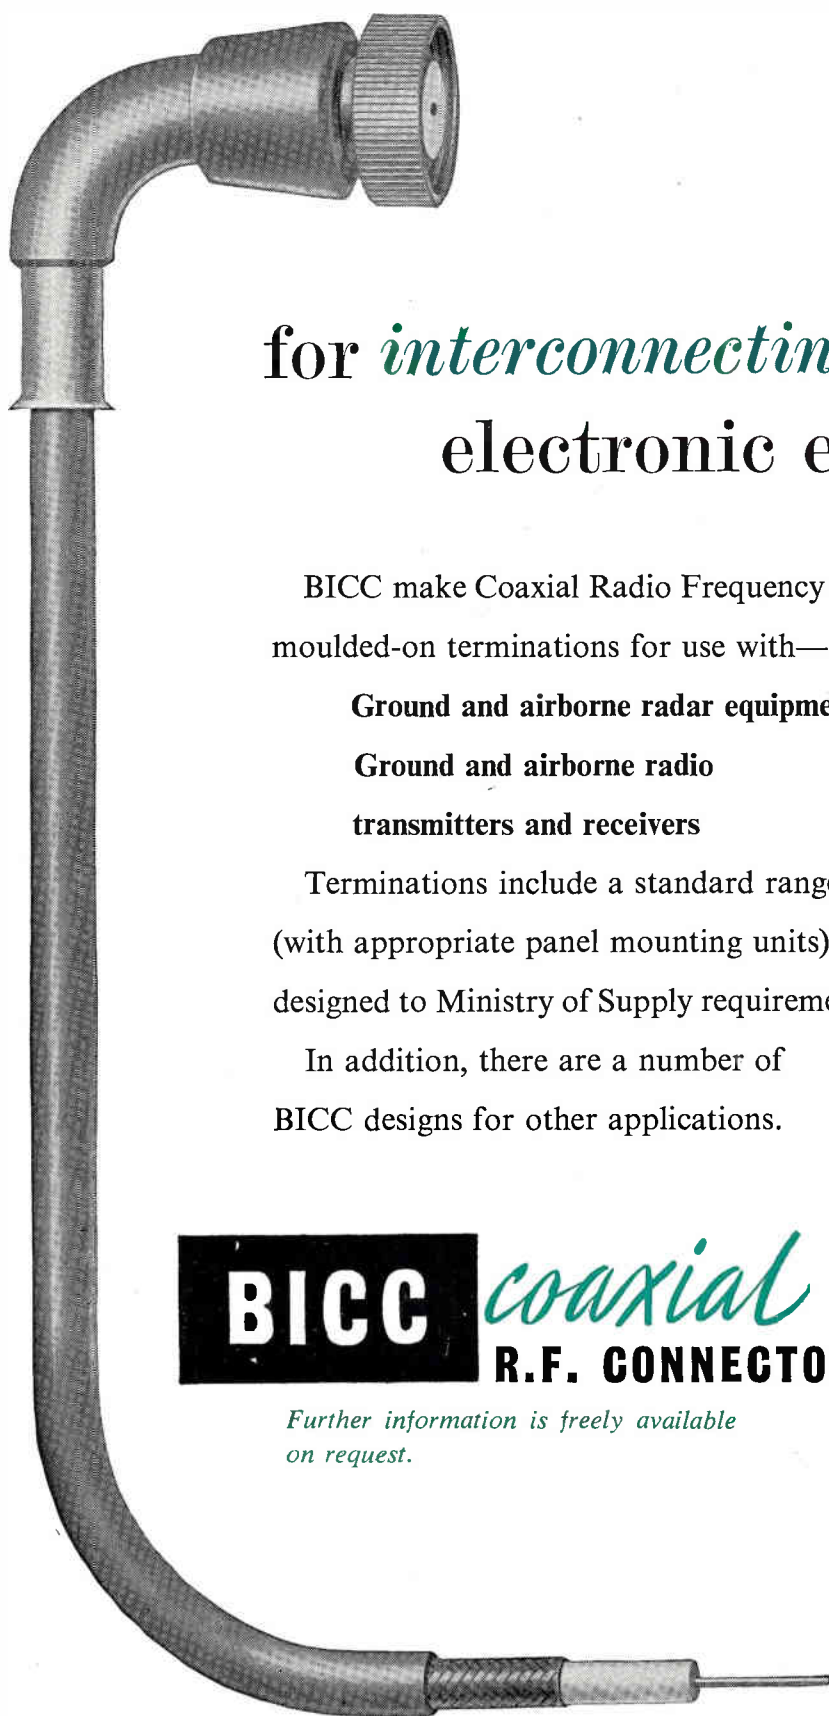 for interconnectin
electronic e
BICC make Coaxial Radio Frequency
moulded-on terminations for use with—
Ground and airborne radar equipme
Ground and airborne radio
transmitters and receivers
Terminations include a standard rang
(with appropriate panel mounting units)
designed to Ministry of Supply requireme
In addition, there are a number of
BICC designs for other applications.
BICC coaxial
R.F. CONNECTO
Further information is freely available
on request.